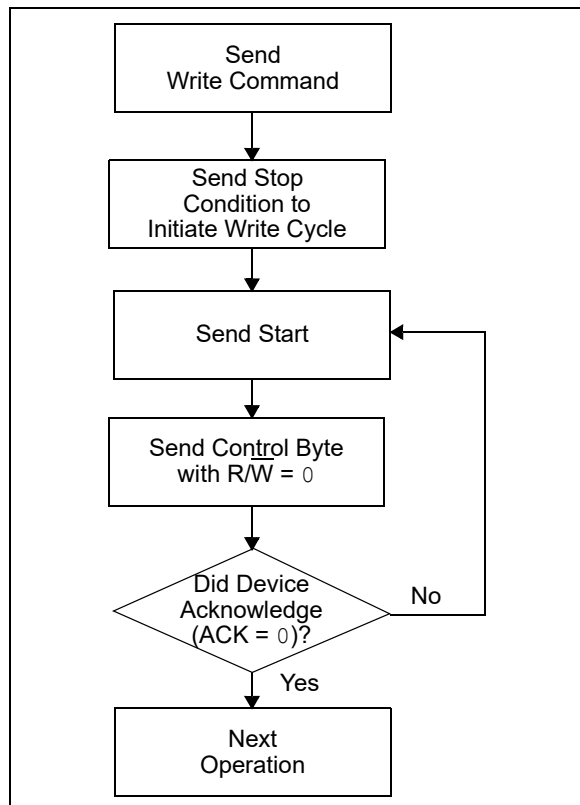 Send
Write Command
Send Stop
Condition to
Initiate Write Cycle
Send Start
Send Control Byte
with R/W̅ = 0
Did Device
Acknowledge
(ACK = 0)?
No
Yes
Next
Operation